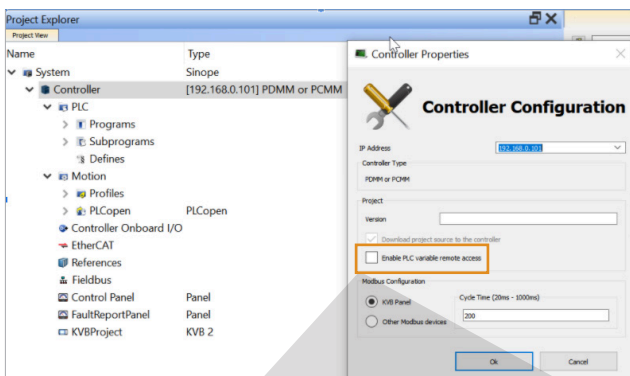 Project Explorer
Project View
Name Type
System Sinope
Controller [192.168.0.101] PDMM or PCMM
PLC
Programs
Subprograms
Defines
Motion
Profiles
PLCopen PLCopen
Controller Onboard I/O
EtherCAT
References
Fieldbus
Control Panel Panel
FaultReportPanel Panel
KVBProject KVB 2
Controller Properties
Controller Configuration
IP Address 192.168.0.101
Controller Type
PDMM or PCMM
Project
Version
Download project source to the controller
Enable PLC variable remote access
Modbus Configuration
KVB Panel
Cycle Time (20ms - 1000ms)
200
Other Modbus devices
Ok Cancel